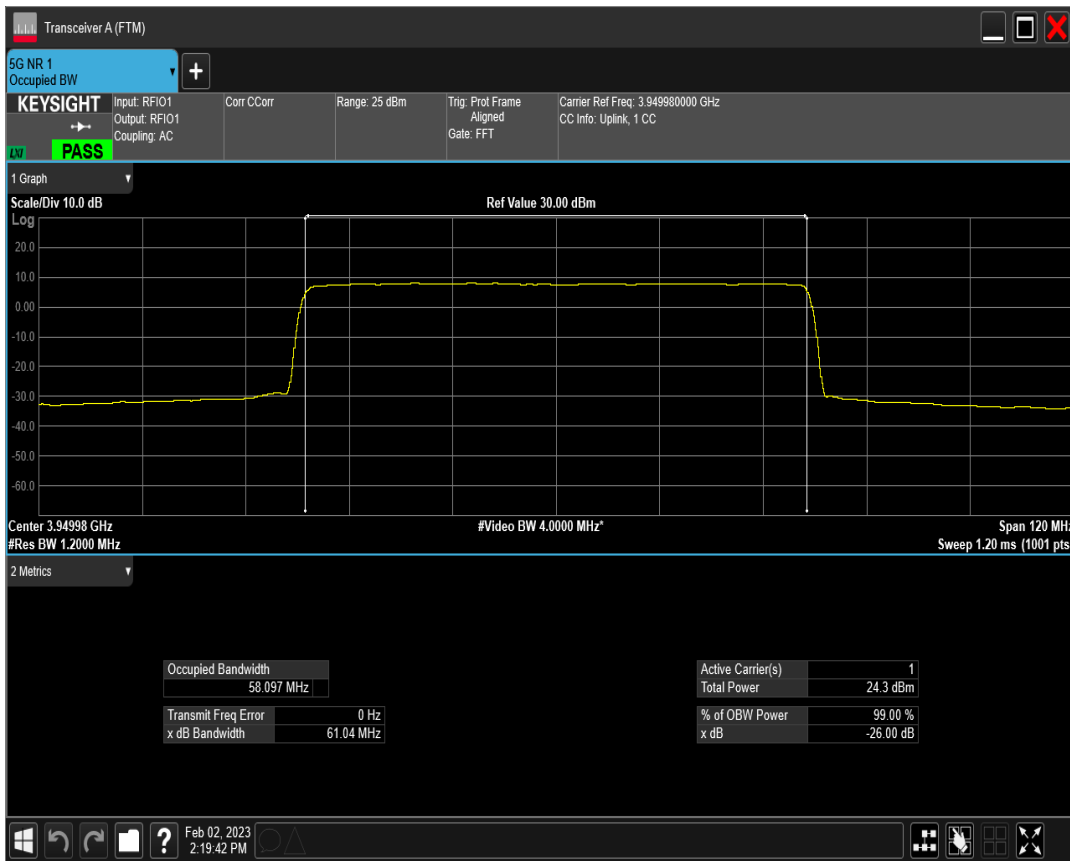 Transceiver A (FTM)
5G NR 1
Occupied BW
+
KEYSIGHT
LXI
PASS
Input: RFIO1
Output: RFIO1
Coupling: AC
Corr CCorr
Range: 25 dBm
Trig: Prot Frame
Aligned
Gate: FFT
Carrier Ref Freq: 3.949980000 GHz
CC Info: Uplink, 1 CC
1 Graph
Scale/Div 10.0 dB
Ref Value 30.00 dBm
Log
20.0
10.0
0.00
-10.0
-20.0
-30.0
-40.0
-50.0
-60.0
Center 3.94998 GHz
#Video BW 4.0000 MHz*
Span 120 MHz
#Res BW 1.2000 MHz
Sweep 1.20 ms (1001 pts
2 Metrics
Occupied Bandwidth
58.097 MHz
Transmit Freq Error 0 Hz
x dB Bandwidth 61.04 MHz
Active Carrier(s) 1
Total Power 24.3 dBm
% of OBW Power 99.00 %
x dB -26.00 dB
?
Feb 02, 2023
2:19:42 PM